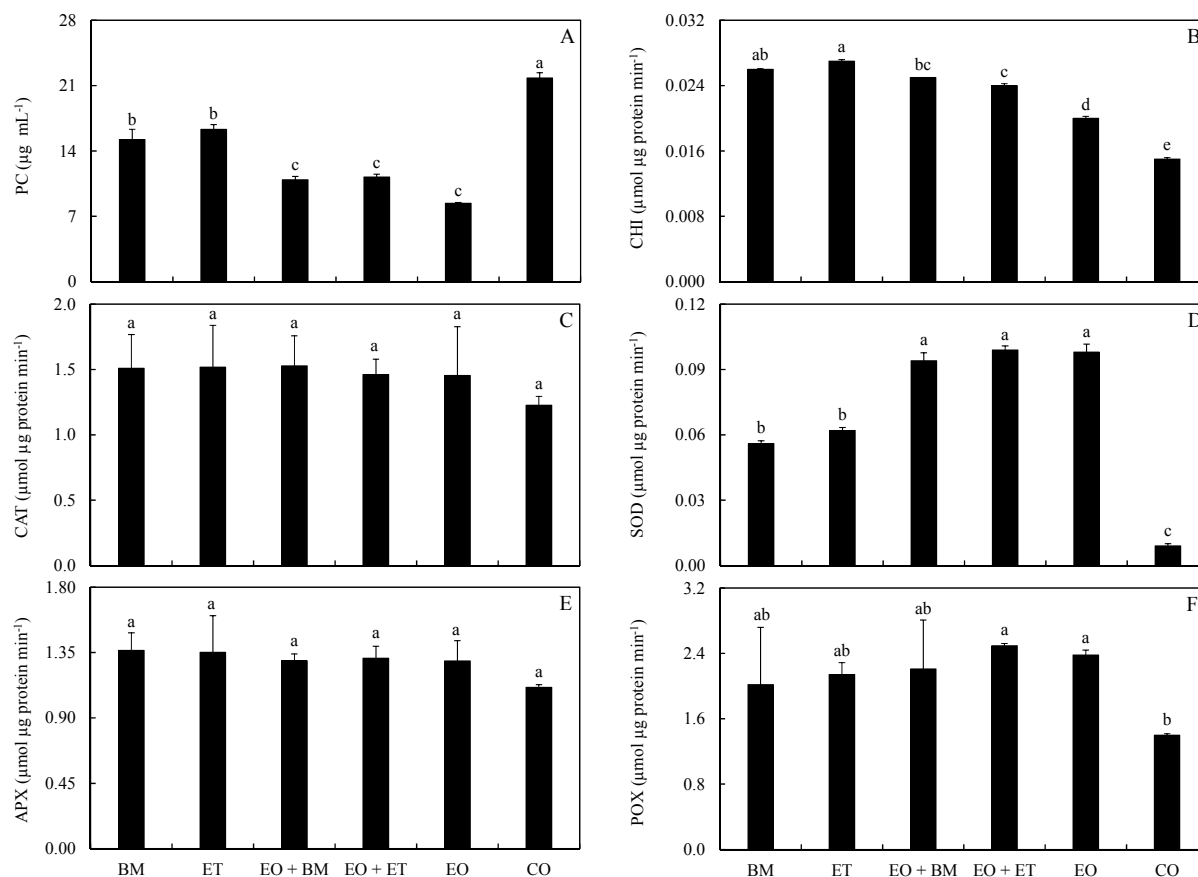 A
PC (µg mL⁻¹)
28
21
14
7
0
b
b
c
c
c
a
B
CHI (µmol µg protein min⁻¹)
0.032
0.024
0.016
0.008
0.000
ab
a
bc
c
d
e
C
CAT (µmol µg protein min⁻¹)
2.0
1.5
1.0
0.5
0.0
a
a
a
a
a
a
D
SOD (µmol µg protein min⁻¹)
0.12
0.09
0.06
0.03
0.00
b
b
a
a
a
c
E
APX (µmol µg protein min⁻¹)
1.80
1.35
0.90
0.45
0.00
a
a
a
a
a
a
BM ET EO + BM EO + ET EO CO
F
POX (µmol µg protein min⁻¹)
3.2
2.4
1.6
0.8
0.0
ab
ab
ab
a
a
b
BM ET EO + BM EO + ET EO CO